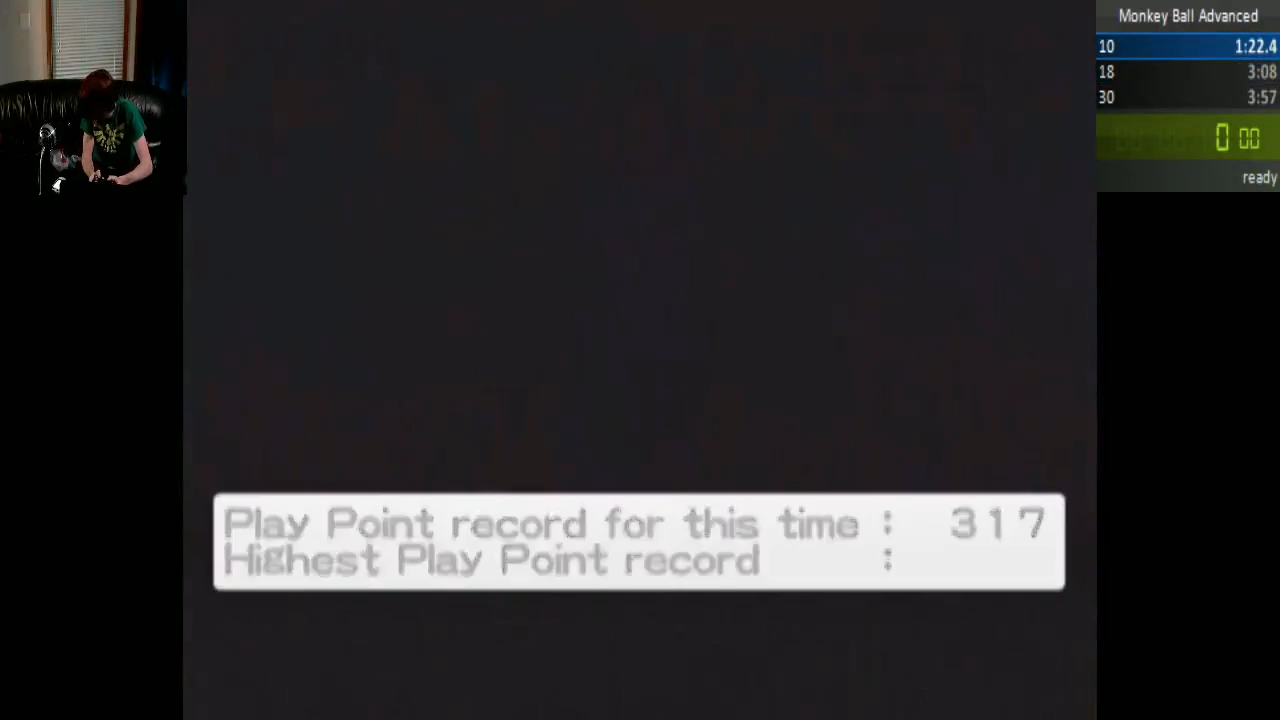 Monkey Ball Advanced
10 1:22.4
18 3:08
30 3:57
0 00
ready
Play Point record for this time : 317
Highest Play Point record :